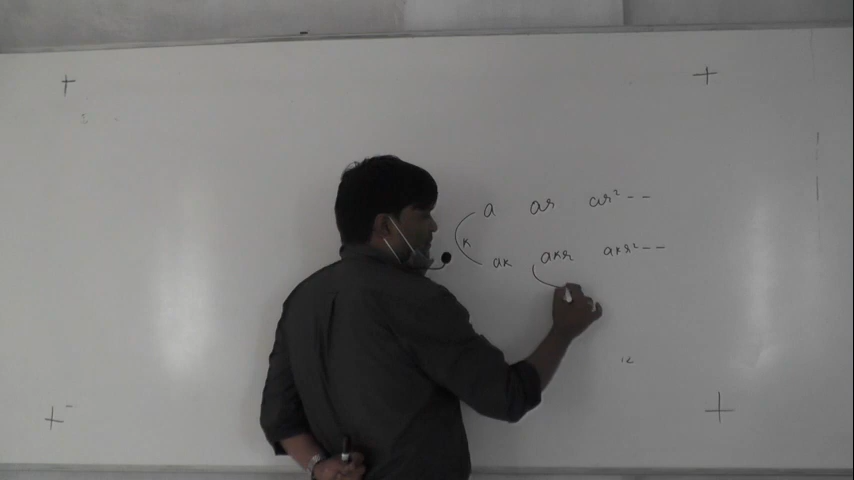 a ar ar² --
k
ak akr akr² --